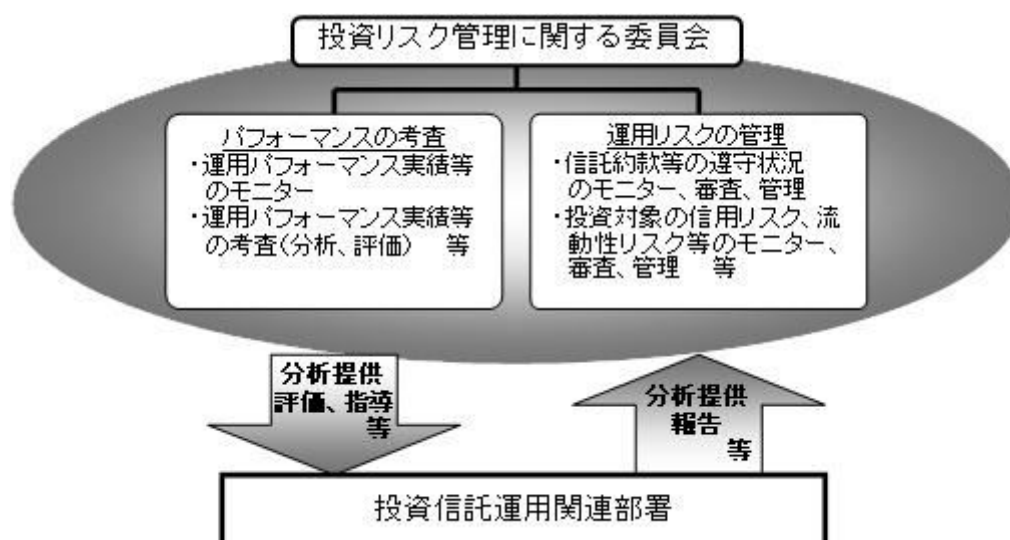 投資リスク管理に関する委員会
パフォーマンスの考査
・運用パフォーマンス実績等
のモニター
・運用パフォーマンス実績等
の考査(分析、評価)　等
運用リスクの管理
・信託約款等の遵守状況
のモニター、審査、管理
・投資対象の信用リスク、流
動性リスク等のモニター、
審査、管理　等
分析提供
評価、指導
等
分析提供
報告
等
投資信託運用関連部署